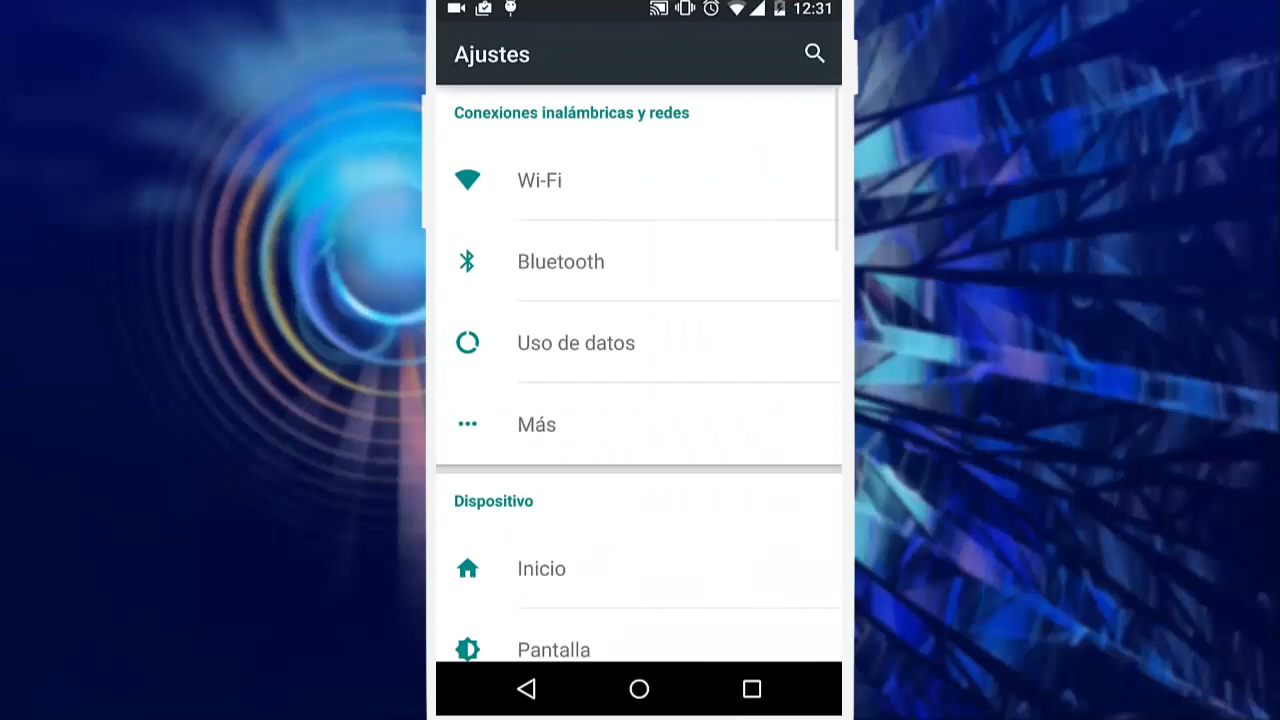 12:31
Ajustes
Conexiones inalámbricas y redes
Wi-Fi
Bluetooth
Uso de datos
Más
Dispositivo
Inicio
Pantalla